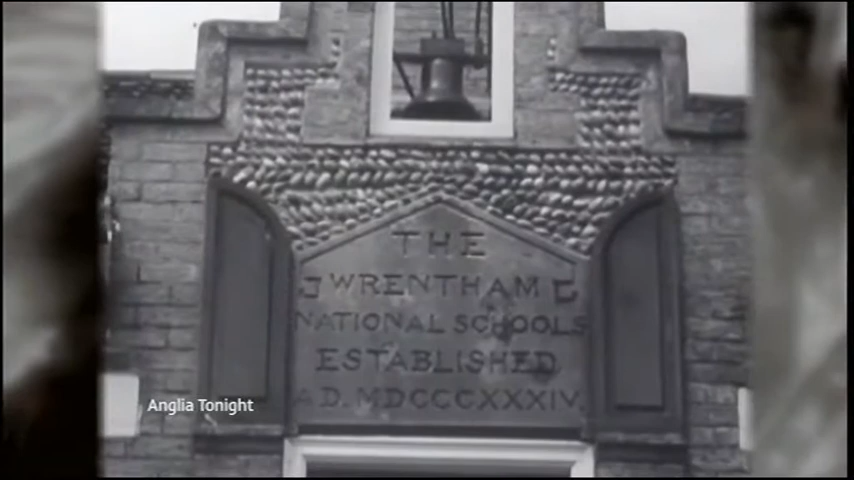 THE
WRENTHAM
NATIONAL SCHOOLS
ESTABLISHED
A.D. MDCCCXXXIV.
Anglia Tonight